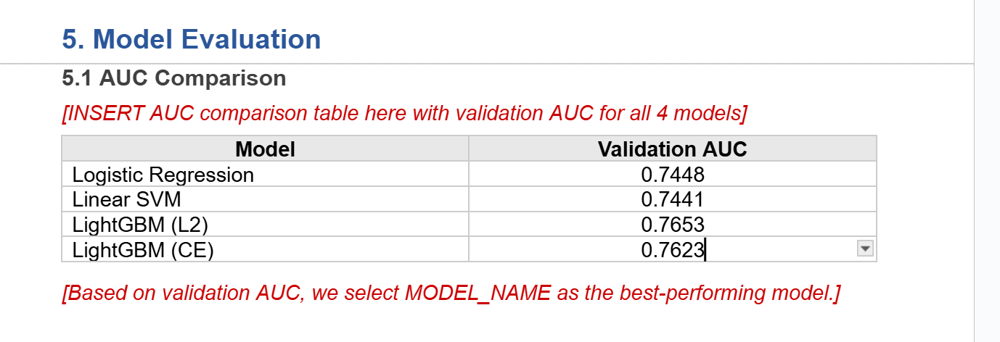 5. Model Evaluation
5.1 AUC Comparison
[INSERT AUC comparison table here with validation AUC for all 4 models]
Model Validation AUC
Logistic Regression 0.7448
Linear SVM 0.7441
LightGBM (L2) 0.7653
LightGBM (CE) 0.7623
[Based on validation AUC, we select MODEL_NAME as the best-performing model.]